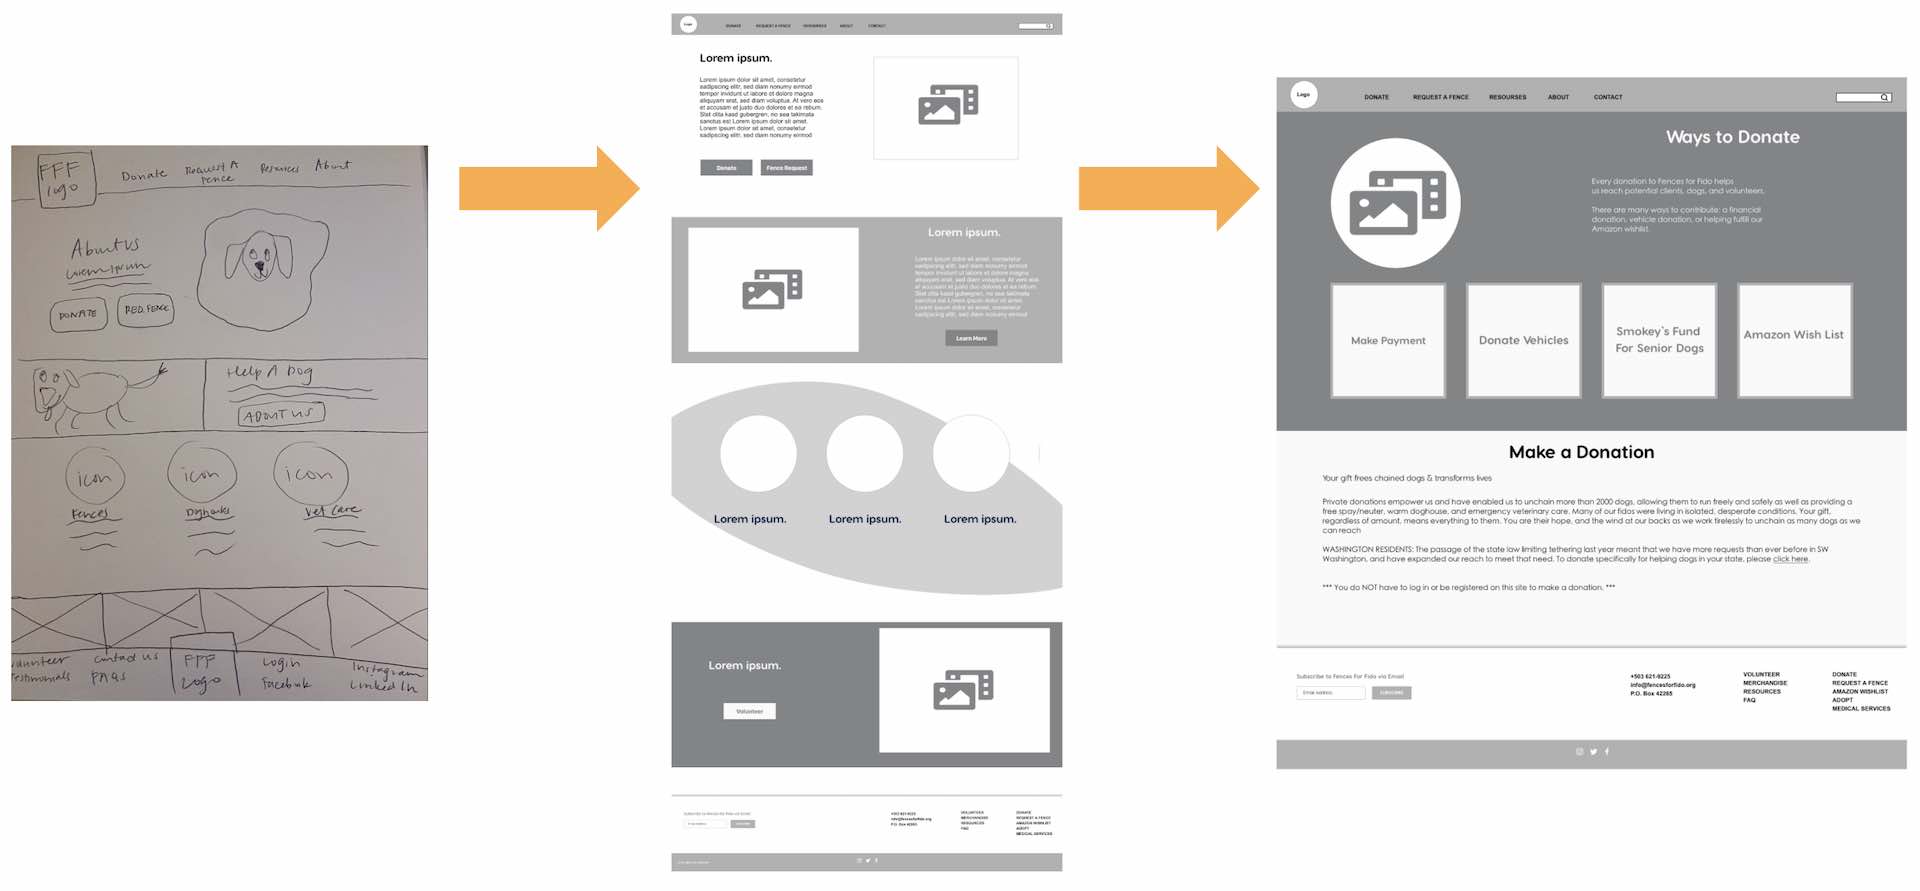 FFF
logo
Donate
Request A
Fence
Resources
About
About us
Lorem Ipsum
DONATE
REQ. FENCE
Help A Dog
ABOUT US
icon
icon
icon
Fences
Vet Care
volunteer
Testimonials
Contact us
FAQs
FFF
Logo
Login
Facebook
Instagram
Linked In
Logo
DONATE
REQUEST A FENCE
RESOURSES
ABOUT
CONTACT
Lorem ipsum.
Lorem ipsum dolor sit amet, consetetur
sadipscing elitr, sed diam nonumy eirmod
tempor invidunt ut labore et dolore magna
aliquyam erat, sed diam voluptua. At vero eos
et accusam et justo duo dolores et ea rebum.
Stet clita kasd gubergren, no sea takimata
sanctus est Lorem ipsum dolor sit amet.
Lorem ipsum dolor sit amet, consetetur
sadipscing elitr, sed diam nonumy eirmod
Donate
Fence Request
Lorem ipsum.
Lorem ipsum dolor sit amet, consetetur
sadipscing elitr, sed diam nonumy eirmod
tempor invidunt ut labore et dolore magna
aliquyam erat, sed diam voluptua. At vero eos
et accusam et justo duo dolores et ea rebum.
Stet clita kasd gubergren, no sea takimata
sanctus est Lorem ipsum dolor sit amet.
Lorem ipsum dolor sit amet, consetetur
sadipscing elitr, sed diam nonumy eirmod
Learn More
Lorem ipsum.
Lorem ipsum.
Lorem ipsum.
Lorem ipsum.
Volunteer
Subscribe to Fences For Fido via Email
Email Address
SUBSCRIBE
+503 621-9225
info@fencesforfido.org
P.O. Box 42265
VOLUNTEER
MERCHANDISE
RESOURCES
FAQ
DONATE
REQUEST A FENCE
AMAZON WISHLIST
ADOPT
MEDICAL SERVICES
Logo
DONATE
REQUEST A FENCE
RESOURSES
ABOUT
CONTACT
Ways to Donate
Every donation to Fences for Fido helps
us reach potential clients, dogs, and volunteers.
There are many ways to contribute: a financial
donation, vehicle donation, or helping fulfill our
Amazon wishlist.
Make Payment
Donate Vehicles
Smokey`s Fund
For Senior Dogs
Amazon Wish List
Make a Donation
Your gift frees chained dogs & transforms lives
Private donations empower us and have enabled us to unchain more than 2000 dogs, allowing them to run freely and safely as well as providing a
free spay/neuter, warm doghouse, and emergency veterinary care. Many of our fidos were living in isolated, desperate conditions. Your gift,
regardless of amount, means everything to them. You are their hope, and the wind at our backs as we work tirelessly to unchain as many dogs as we
can reach
WASHINGTON RESIDENTS: The passage of the state law limiting tethering last year meant that we have more requests than ever before in SW
Washington, and have expanded our reach to meet that need. To donate specifically for helping dogs in your state, please click here.
*** You do NOT have to log in or be registered on this site to make a donation. ***
Subscribe to Fences For Fido via Email
Email Address
SUBSCRIBE
+503 621-9225
info@fencesforfido.org
P.O. Box 42265
VOLUNTEER
MERCHANDISE
RESOURCES
FAQ
DONATE
REQUEST A FENCE
AMAZON WISHLIST
ADOPT
MEDICAL SERVICES